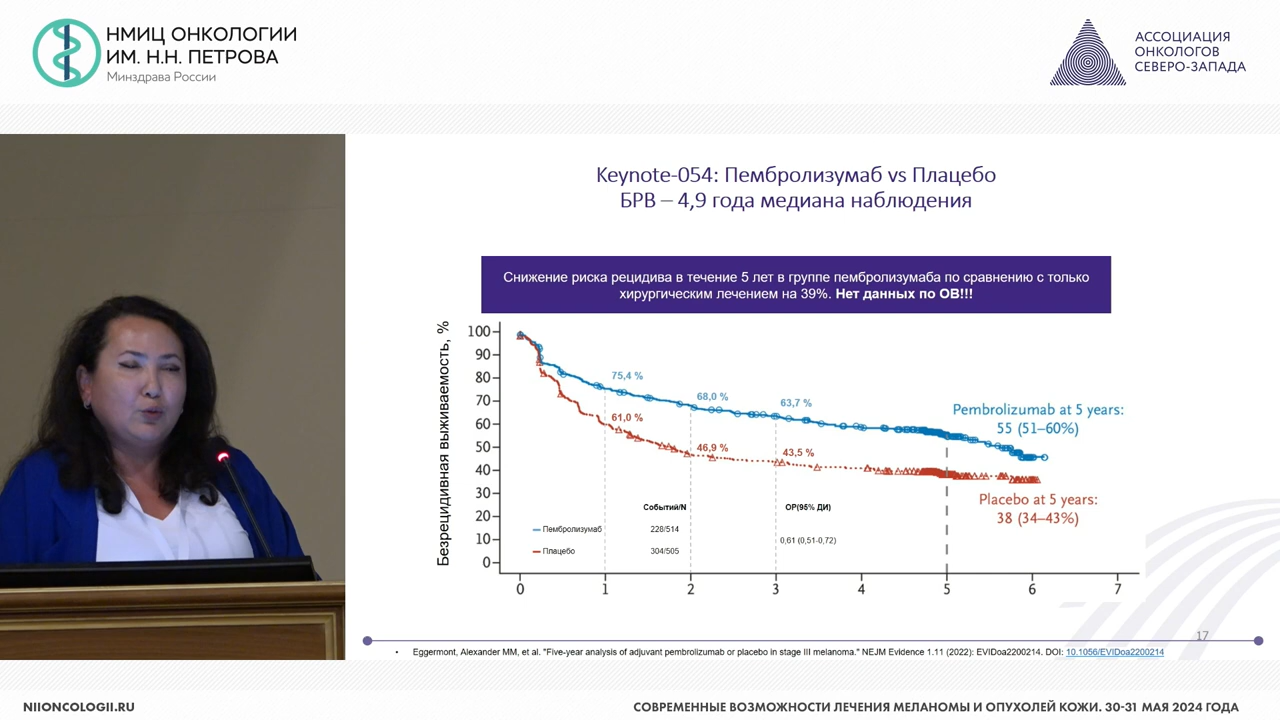 НМИЦ ОНКОЛОГИИ
ИМ. Н.Н. ПЕТРОВА
Минздрава России
АССОЦИАЦИЯ
ОНКОЛОГОВ
СЕВЕРО-ЗАПАДА
Keynote-054: Пембролизумаб vs Плацебо
БРВ – 4,9 года медиана наблюдения
Снижение риска рецидива в течение 5 лет в группе пембролизумаба по сравнению с только
хирургическим лечением на 39%. Нет данных по ОВ!!!
Безрецидивная выживаемость, %
100
90
80
70
60
50
40
30
20
10
0
75,4 %
68,0 %
63,7 %
61,0 %
46,9 %
43,5 %
Pembrolizumab at 5 years:
55 (51–60%)
Placebo at 5 years:
38 (34–43%)
Событий/N ОР(95% ДИ)
Пембролизумаб 228/514
0,61 (0,51-0,72)
Плацебо 304/505
0 1 2 3 4 5 6 7
17
• Eggermont, Alexander MM, et al. "Five-year analysis of adjuvant pembrolizumab or placebo in stage III melanoma." NEJM Evidence 1.11 (2022): EVIDoa2200214. DOI: 10.1056/EVIDoa2200214
NIIONCOLOGII.RU
СОВРЕМЕННЫЕ ВОЗМОЖНОСТИ ЛЕЧЕНИЯ МЕЛАНОМЫ И ОПУХОЛЕЙ КОЖИ. 30-31 МАЯ 2024 ГОДА